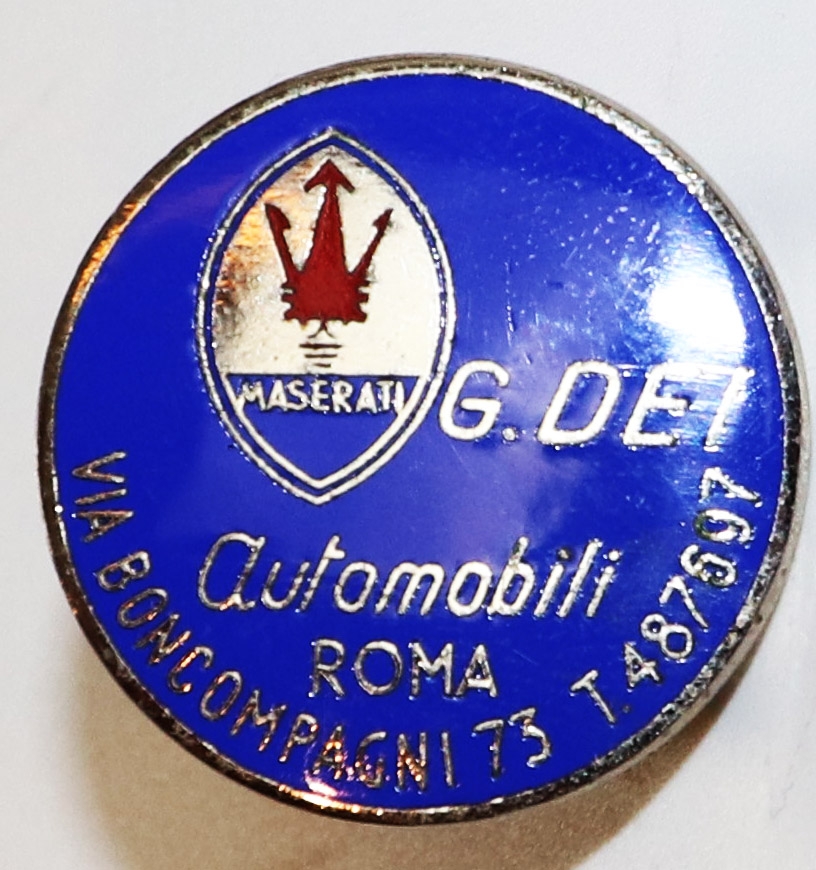 MASERATI
G. DEI
Automobili
ROMA
VIA BONCOMPAGNI 73 T. 487697